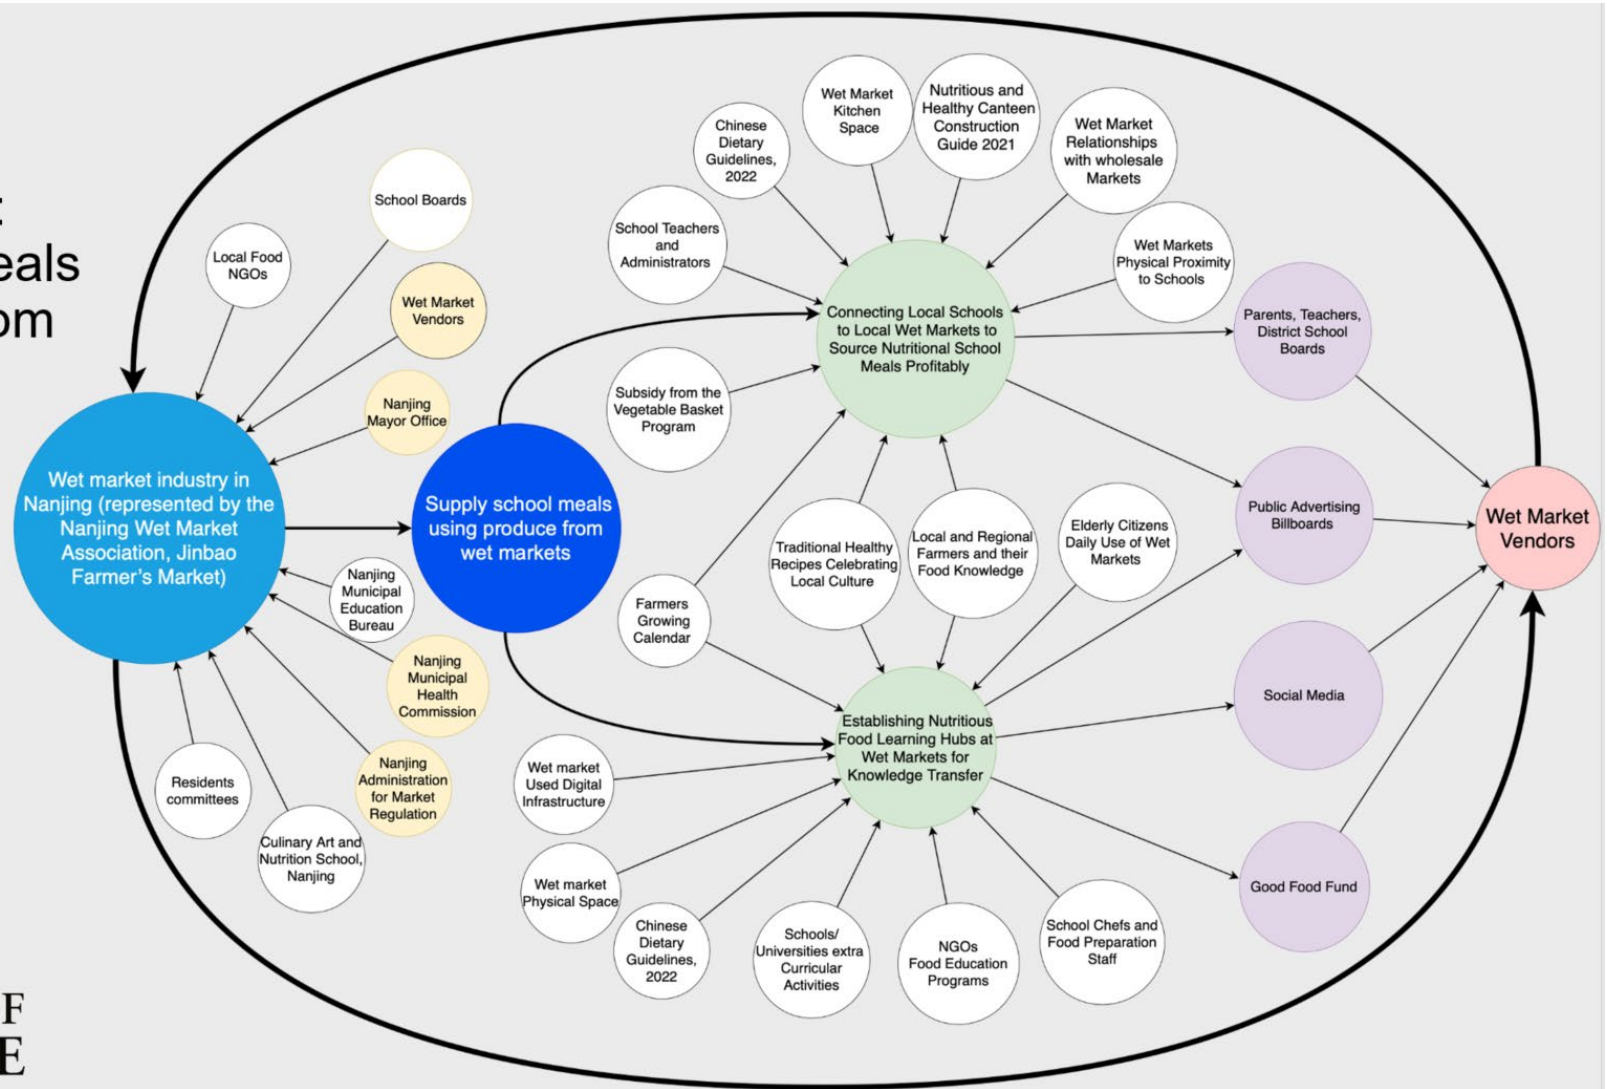 :
eals
om
School Boards
Local Food
NGOs
Wet Market
Vendors
Nanjing
Mayor Office
Wet market industry in
Nanjing (represented by the
Nanjing Wet Market
Association, Jinbao
Farmer's Market)
Supply school meals
using produce from
wet markets
Nanjing
Municipal
Education
Bureau
Nanjing
Municipal
Health
Commission
Nanjing
Administration
for Market
Regulation
Residents
committees
Culinary Art and
Nutrition School,
Nanjing
Wet Market
Kitchen
Space
Nutritious and
Healthy Canteen
Construction
Guide 2021
Chinese
Dietary
Guidelines,
2022
Wet Market
Relationships
with wholesale
Markets
School Teachers
and
Administrators
Wet Markets
Physical Proximity
to Schools
Connecting Local Schools
to Local Wet Markets to
Source Nutritional School
Meals Profitably
Subsidy from the
Vegetable Basket
Program
Traditional Healthy
Recipes Celebrating
Local Culture
Local and Regional
Farmers and their
Food Knowledge
Elderly Citizens
Daily Use of Wet
Markets
Farmers
Growing
Calendar
Establishing Nutritious
Food Learning Hubs at
Wet Markets for
Knowledge Transfer
Wet market
Used Digital
Infrastructure
Wet market
Physical Space
Chinese
Dietary
Guidelines,
2022
Schools/
Universities extra
Curricular
Activities
NGOs
Food Education
Programs
School Chefs and
Food Preparation
Staff
Parents, Teachers,
District School
Boards
Public Advertising
Billboards
Social Media
Good Food Fund
Wet Market
Vendors
F
E